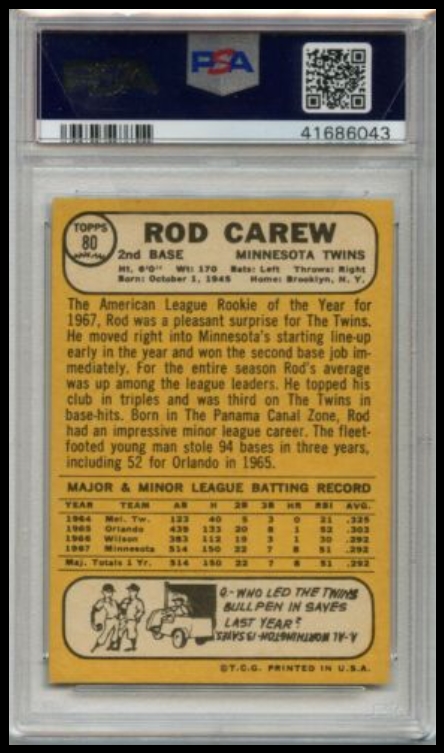 PSA
41686043
TOPPS
80
ROD CAREW
2nd BASE MINNESOTA TWINS
Ht. 6'0" Wt: 170 Bats: Left Throws: Right
Born: October 1, 1945 Home: Brooklyn, N. Y.
The American League Rookie of the Year for
1967, Rod was a pleasant surprise for The Twins.
He moved right into Minnesota's starting line-up
early in the year and won the second base job im-
mediately. For the entire season Rod's average
was up among the league leaders. He topped his
club in triples and was third on The Twins in
base-hits. Born in The Panama Canal Zone, Rod
had an impressive minor league career. The fleet-
footed young man stole 94 bases in three years,
including 52 for Orlando in 1965.
MAJOR & MINOR LEAGUE BATTING RECORD
YEAR TEAM AB H 2B 3B HR RBI AVG.
1964 Mel. Tw. 123 40 5 3 0 21 .325
1965 Orlando 439 133 20 8 1 52 .303
1966 Wilson 383 112 19 3 1 30 .292
1967 Minnesota 514 150 22 7 8 51 .292
Maj. Totals 1 Yr. 514 150 22 7 8 51 .292
Q.-WHO LED THE TWINS
BULLPEN IN SAVES
LAST YEAR?
A-AL WORTHINGTON-15 SAVES
©T.C.G. PRINTED IN U.S.A.